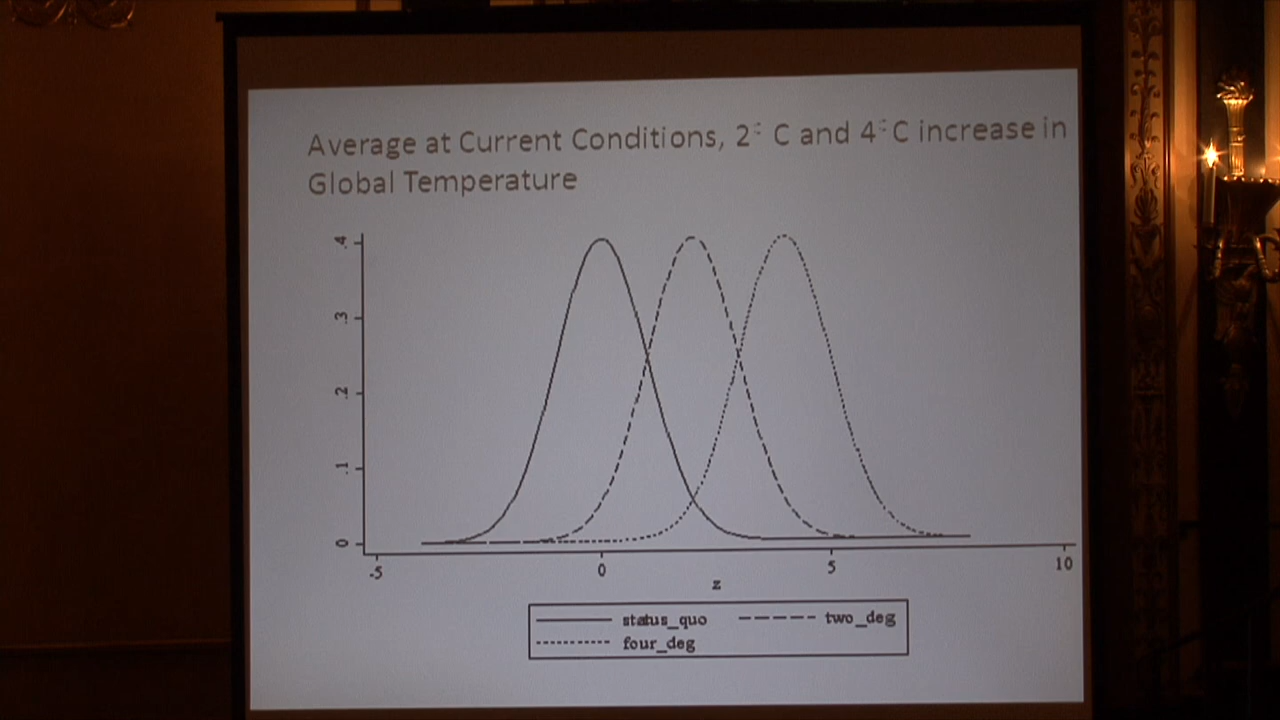 Average at Current Conditions, 2° C and 4°C increase in
Global Temperature
.4
.3
.2
.1
0
-5 0 5 10
z
status_quo two_deg
four_deg